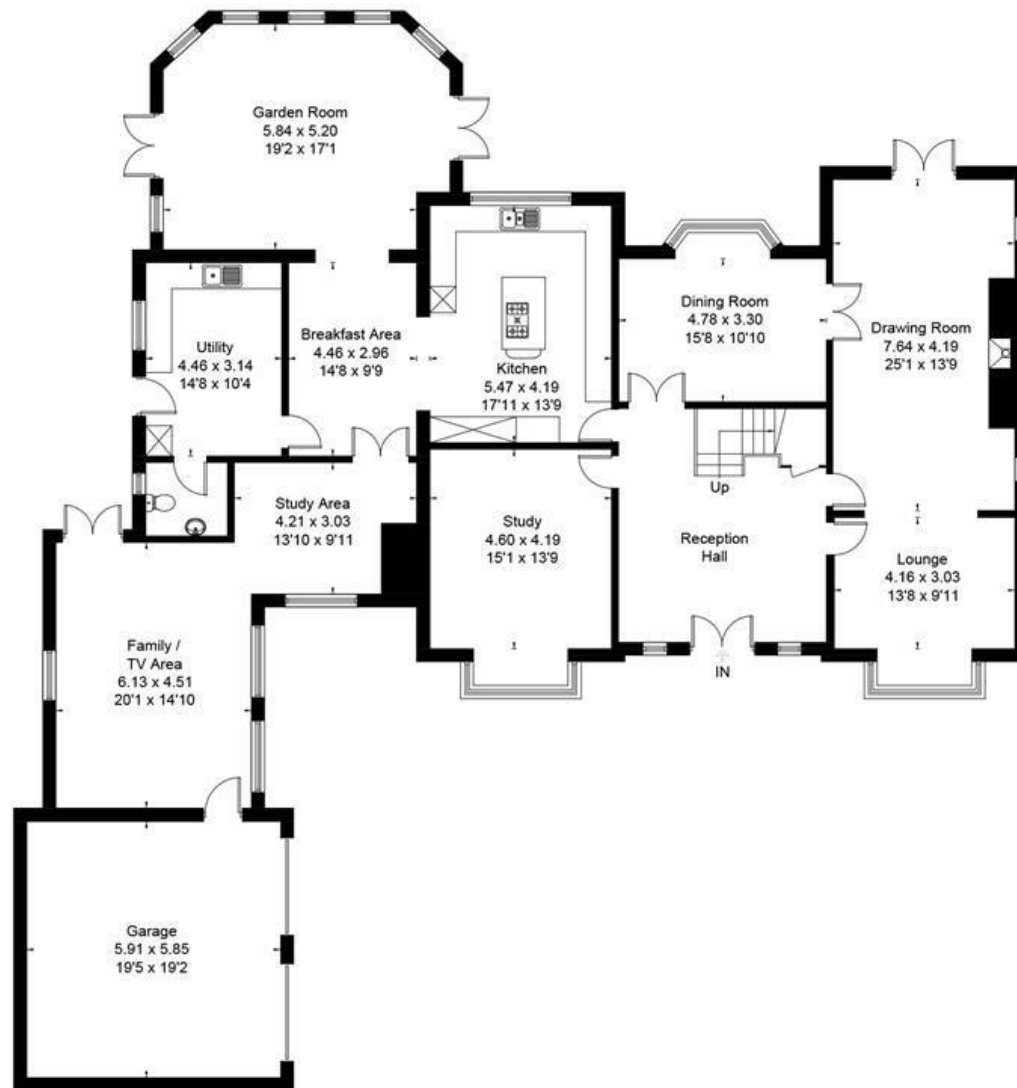 Garden Room
5.84 x 5.20
19'2 x 17'1
Utility
4.46 x 3.14
14'8 x 10'4
Breakfast Area
4.46 x 2.96
14'8 x 9'9
Kitchen
5.47 x 4.19
17'11 x 13'9
Dining Room
4.78 x 3.30
15'8 x 10'10
Drawing Room
7.64 x 4.19
25'1 x 13'9
Study Area
4.21 x 3.03
13'10 x 9'11
Study
4.60 x 4.19
15'1 x 13'9
Up
Reception
Hall
Lounge
4.16 x 3.03
13'8 x 9'11
IN
Family /
TV Area
6.13 x 4.51
20'1 x 14'10
Garage
5.91 x 5.85
19'5 x 19'2